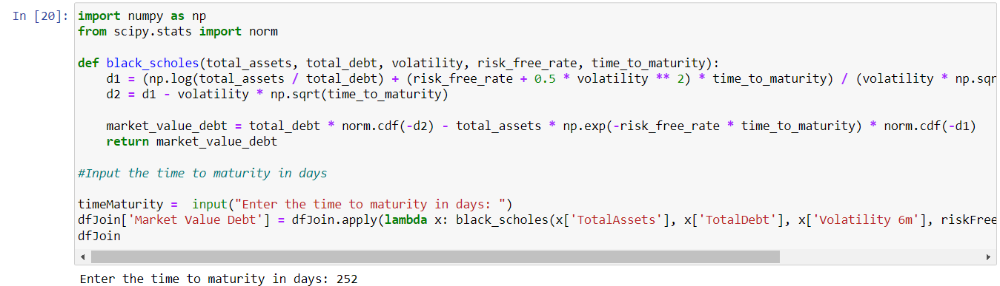 In [20]: import numpy as np
from scipy.stats import norm
def black_scholes(total_assets, total_debt, volatility, risk_free_rate, time_to_maturity):
    d1 = (np.log(total_assets / total_debt) + (risk_free_rate + 0.5 * volatility ** 2) * time_to_maturity) / (volatility * np.sqr
    d2 = d1 - volatility * np.sqrt(time_to_maturity)
    market_value_debt = total_debt * norm.cdf(-d2) - total_assets * np.exp(-risk_free_rate * time_to_maturity) * norm.cdf(-d1)
    return market_value_debt
#Input the time to maturity in days
timeMaturity =  input("Enter the time to maturity in days: ")
dfJoin['Market Value Debt'] = dfJoin.apply(lambda x: black_scholes(x['TotalAssets'], x['TotalDebt'], x['Volatility 6m'], riskFree
dfJoin
Enter the time to maturity in days: 252